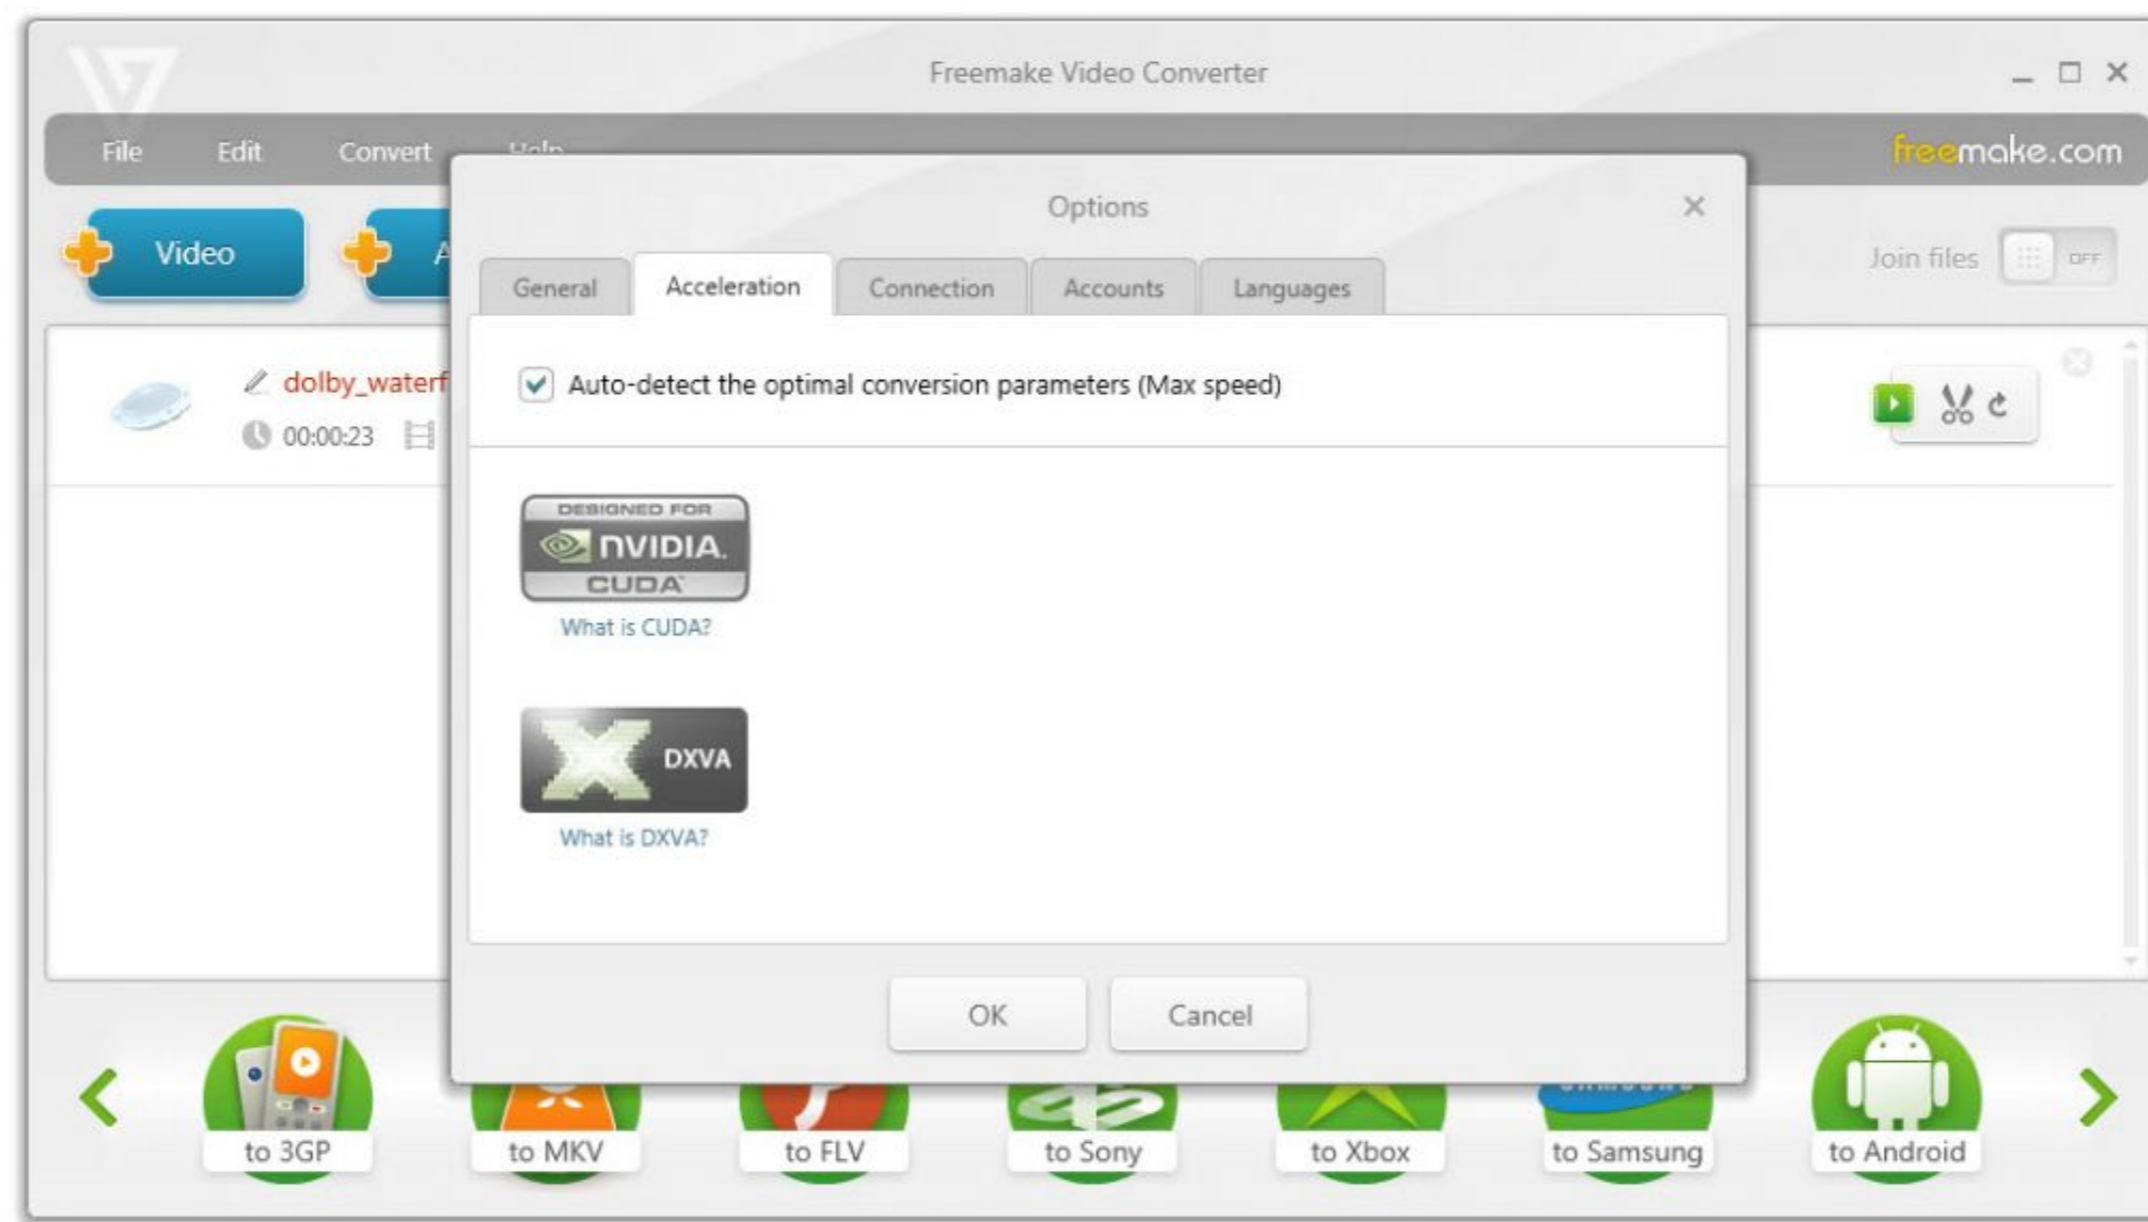 Freemake Video Converter
File Edit Convert Help
freemake.com
Options
Video
Join files OFF
General Acceleration Connection Accounts Languages
dolby_waterf
Auto-detect the optimal conversion parameters (Max speed)
00:00:23
DESIGNED FOR
NVIDIA.
CUDA
What is CUDA?
DXVA
What is DXVA?
OK Cancel
to 3GP to MKV to FLV to Sony to Xbox to Samsung to Android